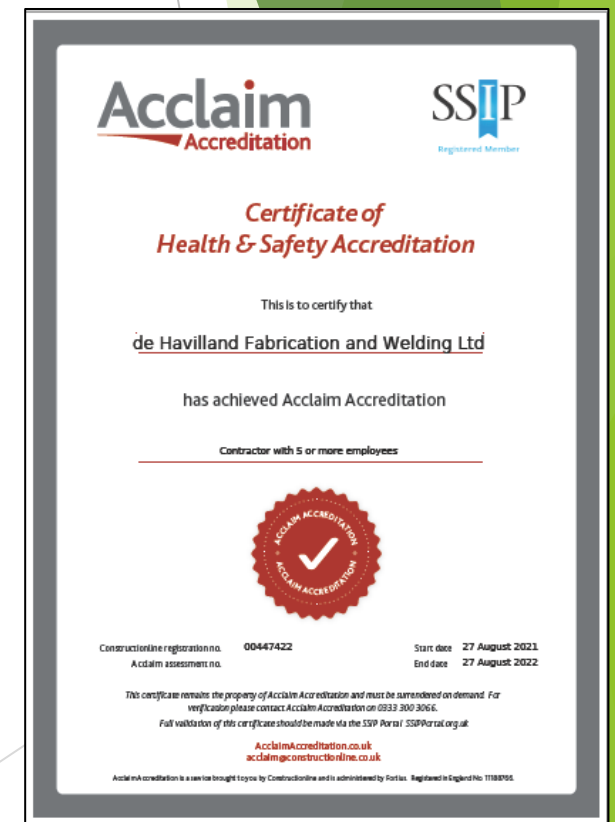 Acclaim
Accreditation
SSIP
Registered Member
Certificate of
Health & Safety Accreditation
This is to certify that
de Havilland Fabrication and Welding Ltd
has achieved Acclaim Accreditation
Contractor with 5 or more employees
ACCLAIM ACCREDITATION
ACCLAIM ACCREDITATION
Constructionline registration no. 00447422 Start date 27 August 2021
Acclaim assessment no. End date 27 August 2022
This certificate remains the property of Acclaim Accreditation and must be surrendered on demand. For
verification please contact Acclaim Accreditation on 0333 300 3066.
Full validation of this certificate should be made via the SSIP Portal SSIPPortal.org.uk
AcclaimAccreditation.co.uk
acclaim@constructionline.co.uk
Acclaim Accreditation is a service brought to you by Constructionline and is administered by Fortius. Registered in England No 11188766.